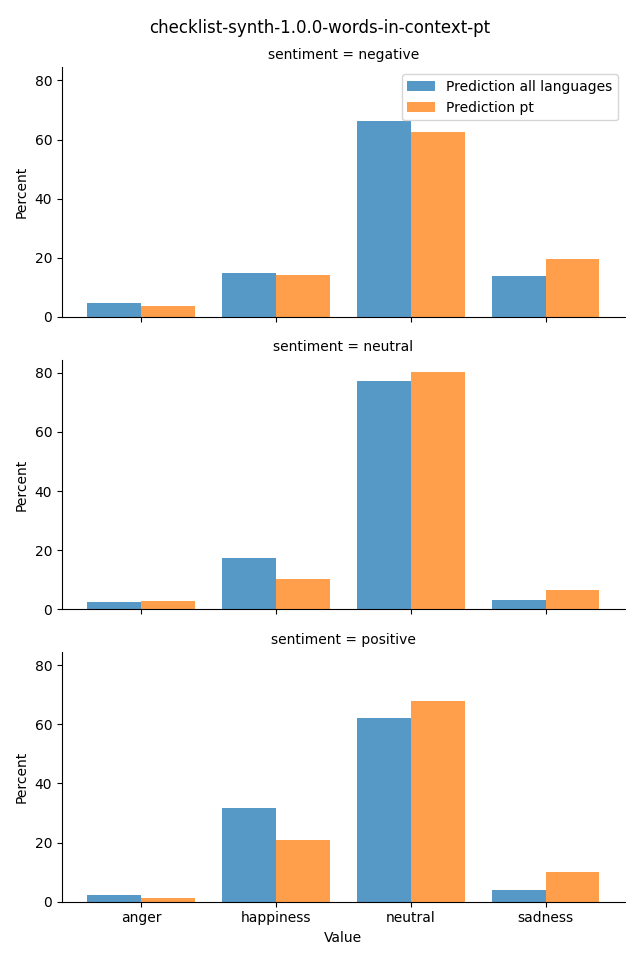 checklist-synth-1.0.0-words-in-context-pt
sentiment = negative
80
60
40
20
0
Percent
Prediction all languages
Prediction pt
sentiment = neutral
80
60
40
20
0
Percent
sentiment = positive
80
60
40
20
0
Percent
anger happiness neutral sadness
Value